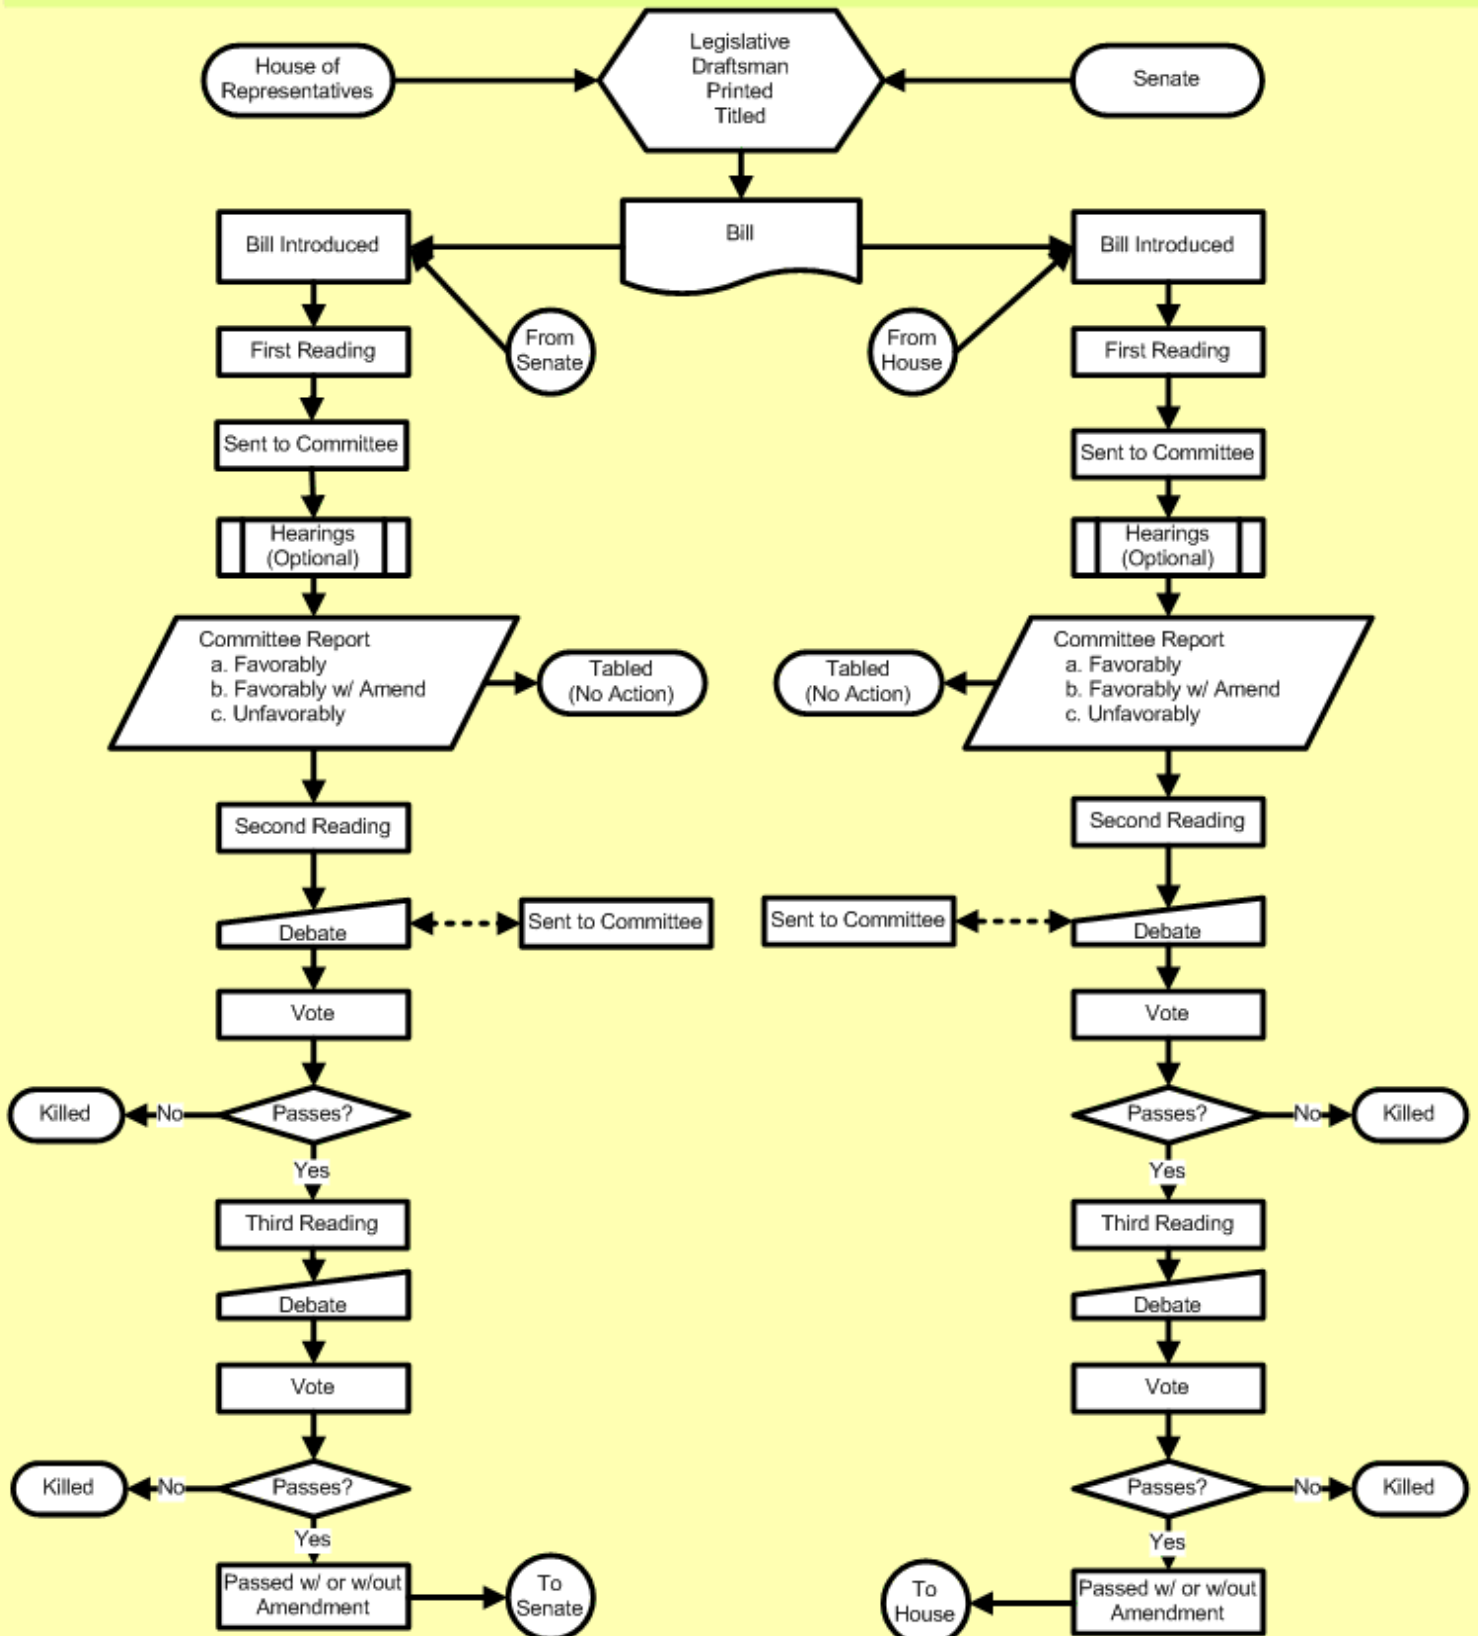 House of
Representatives
Legislative
Draftsman
Printed
Titled
Senate
Bill Introduced
Bill
Bill Introduced
First Reading
From
Senate
From
House
First Reading
Sent to Committee
Sent to Committee
Hearings
(Optional)
Hearings
(Optional)
Committee Report
a. Favorably
b. Favorably w/ Amend
c. Unfavorably
Tabled
(No Action)
Tabled
(No Action)
Committee Report
a. Favorably
b. Favorably w/ Amend
c. Unfavorably
Second Reading
Second Reading
Debate
Sent to Committee
Sent to Committee
Debate
Vote
Vote
Killed
No
Passes?
Passes?
No
Killed
Yes
Yes
Third Reading
Third Reading
Debate
Debate
Vote
Vote
Killed
No
Passes?
Passes?
No
Killed
Yes
Yes
Passed w/ or w/out
Amendment
To
Senate
To
House
Passed w/ or w/out
Amendment